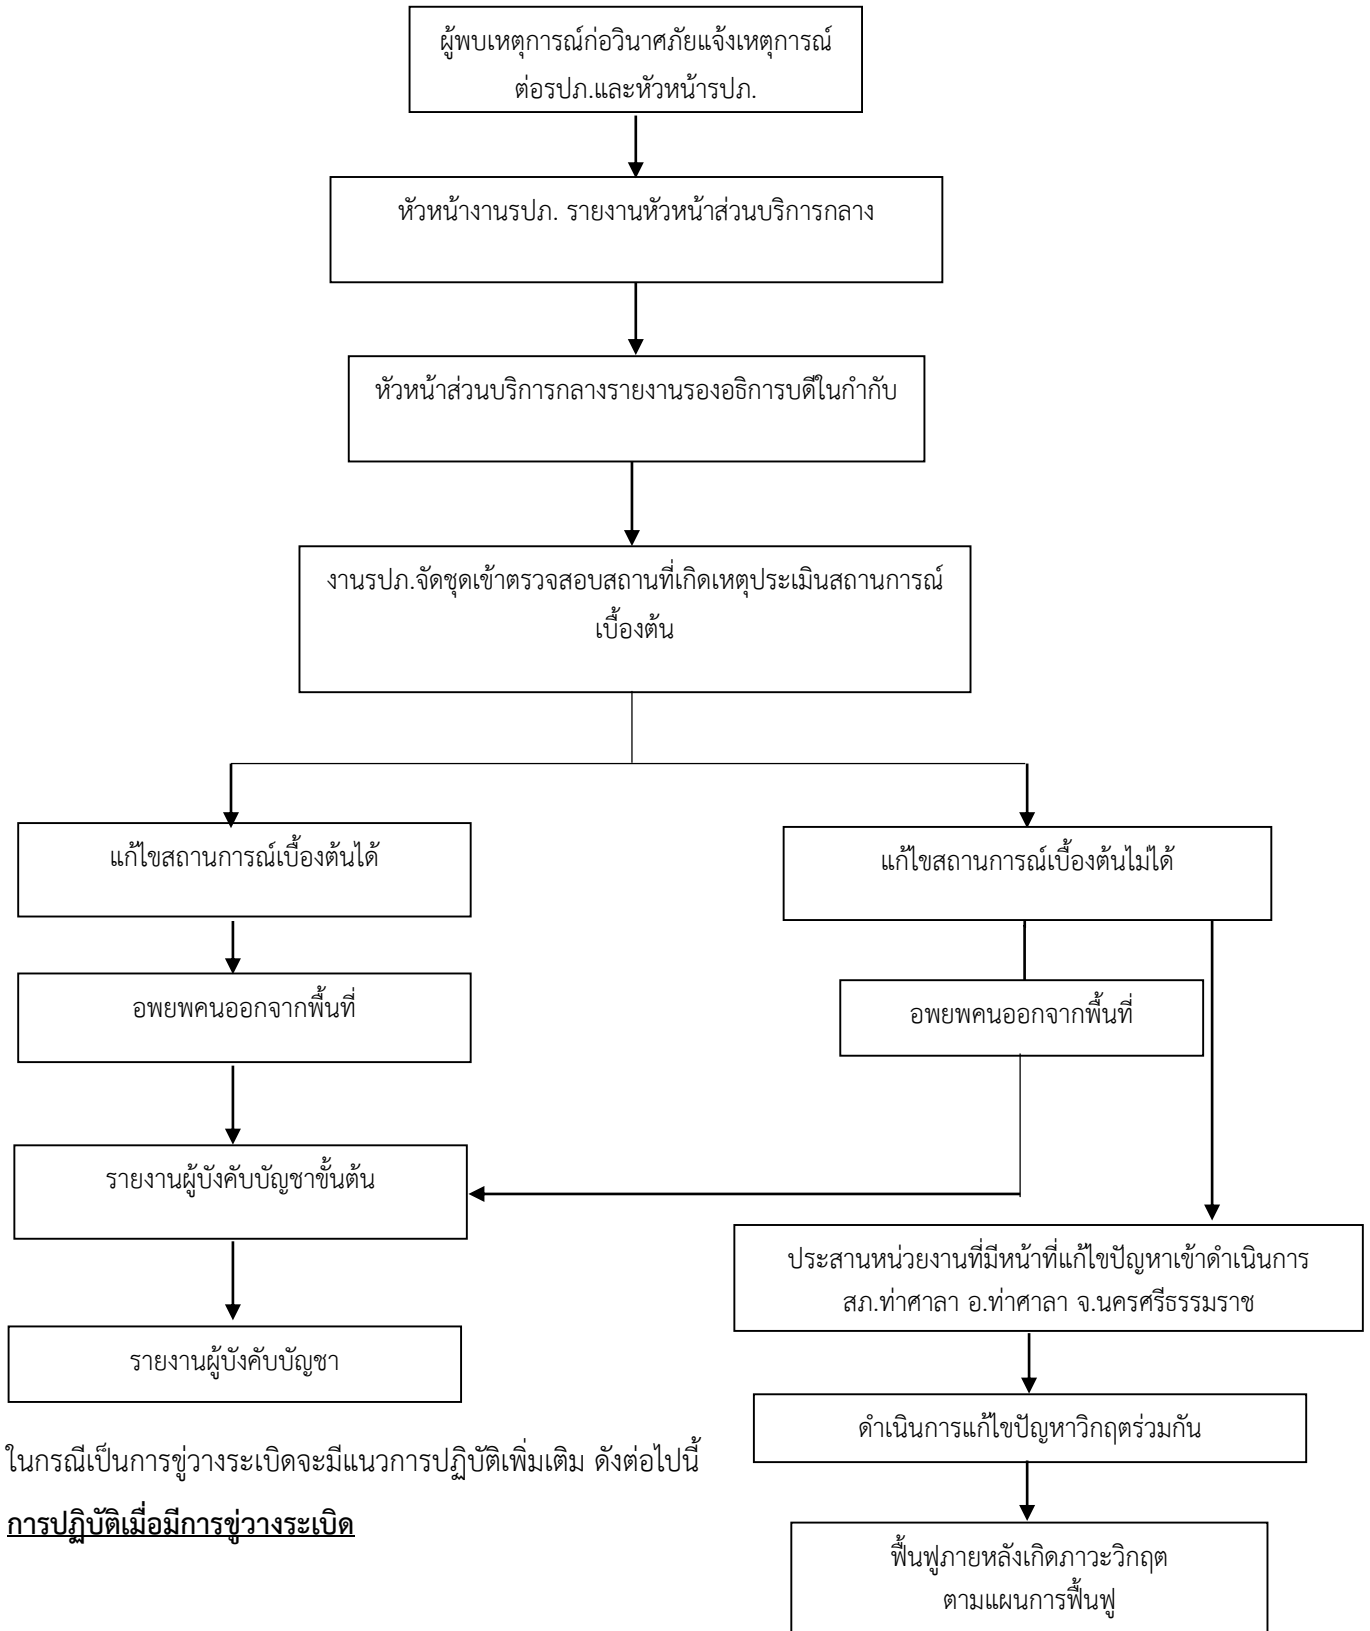 ผู้พบเหตุการณ์ก่อวินาศภัยแจ้งเหตุการณ์
ต่อรปภ.และหัวหน้ารปภ.
หัวหน้างานรปภ. รายงานหัวหน้าส่วนบริการกลาง
หัวหน้าส่วนบริการกลางรายงานรองอธิการบดีในกำกับ
งานรปภ.จัดชุดเข้าตรวจสอบสถานที่เกิดเหตุประเมินสถานการณ์
เบื้องต้น
แก้ไขสถานการณ์เบื้องต้นได้
แก้ไขสถานการณ์เบื้องต้นไม่ได้
อพยพคนออกจากพื้นที่
อพยพคนออกจากพื้นที่
รายงานผู้บังคับบัญชาขั้นต้น
ประสานหน่วยงานที่มีหน้าที่แก้ไขปัญหาเข้าดำเนินการ
สภ.ท่าศาลา อ.ท่าศาลา จ.นครศรีธรรมราช
รายงานผู้บังคับบัญชา
ดำเนินการแก้ไขปัญหาวิกฤตร่วมกัน
ในกรณีเป็นการขู่วางระเบิดจะมีแนวการปฏิบัติเพิ่มเติม ดังต่อไปนี้
การปฏิบัติเมื่อมีการขู่วางระเบิด
ฟื้นฟูภายหลังเกิดภาวะวิกฤต
ตามแผนการฟื้นฟู